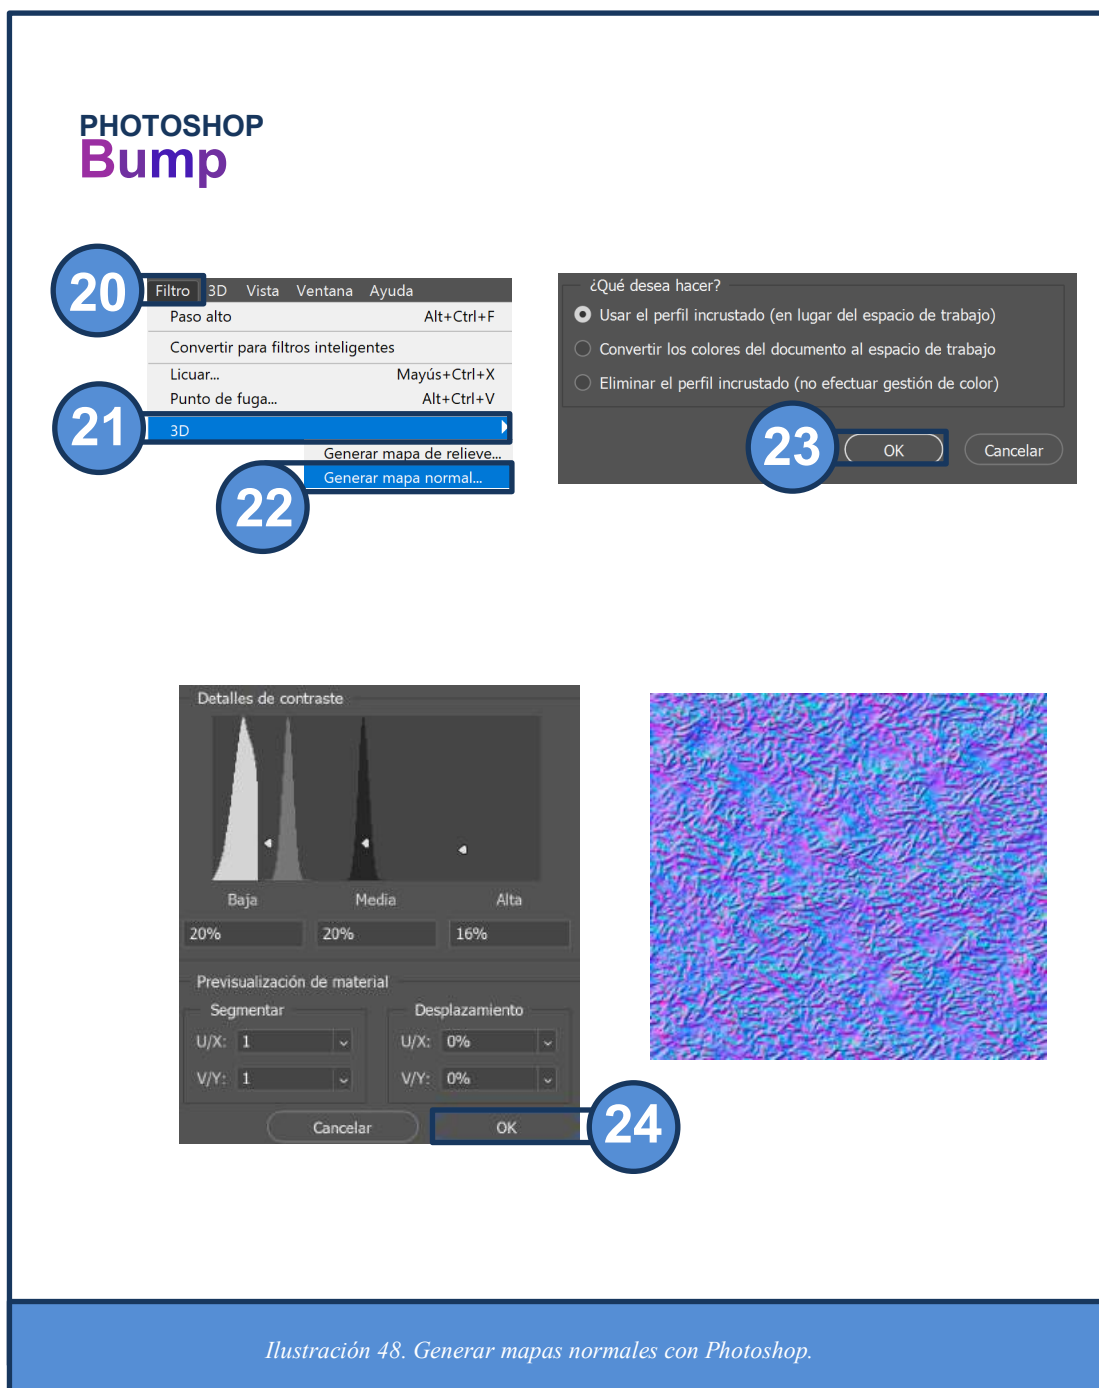 PHOTOSHOP
Bump
20
Filtro 3D Vista Ventana Ayuda
Paso alto Alt+Ctrl+F
Convertir para filtros inteligentes
Licuar... Mayús+Ctrl+X
Punto de fuga... Alt+Ctrl+V
21
3D
Generar mapa de relieve...
Generar mapa normal...
22
¿Qué desea hacer?
Usar el perfil incrustado (en lugar del espacio de trabajo)
Convertir los colores del documento al espacio de trabajo
Eliminar el perfil incrustado (no efectuar gestión de color)
23
OK Cancelar
Detalles de contraste
Baja Media Alta
20% 20% 16%
Previsualización de material
Segmentar Desplazamiento
U/X: 1 U/X: 0%
V/Y: 1 V/Y: 0%
Cancelar OK
24
Ilustración 48. Generar mapas normales con Photoshop.